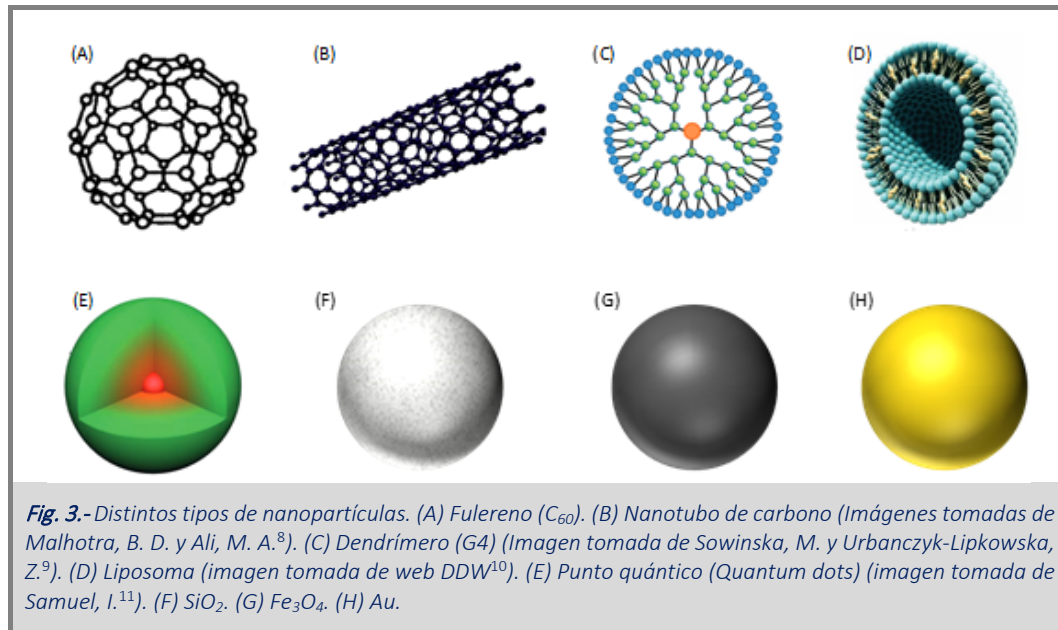 (A)
(B)
(C)
(D)
(E)
(F)
(G)
(H)
Fig. 3.- Distintos tipos de nanopartículas. (A) Fulereno (C₆₀). (B) Nanotubo de carbono (Imágenes tomadas de
Malhotra, B. D. y Ali, M. A.⁸). (C) Dendrímero (G4) (Imagen tomada de Sowinska, M. y Urbanczyk-Lipkowska,
Z.⁹). (D) Liposoma (imagen tomada de web DDW¹⁰). (E) Punto quántico (Quantum dots) (imagen tomada de
Samuel, I.¹¹). (F) SiO₂. (G) Fe₃O₄. (H) Au.